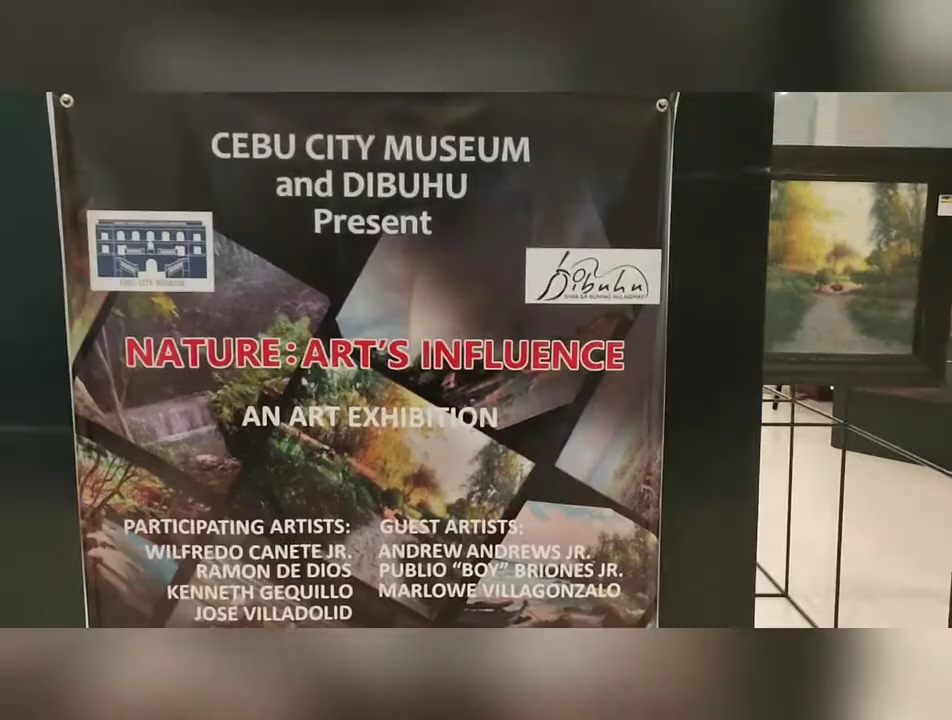 CEBU CITY MUSEUM
and DIBUHU
Present
CEBU CITY MUSEUM
Dibuhu
NATURE: ART'S INFLUENCE
AN ART EXHIBITION
PARTICIPATING ARTISTS:
WILFREDO CANETE JR.
RAMON DE DIOS
KENNETH GEQUILLO
JOSE VILLADOLID
GUEST ARTISTS:
ANDREW ANDREWS JR.
PUBLIO “BOY” BRIONES JR.
MARLOWE VILLAGONZALO